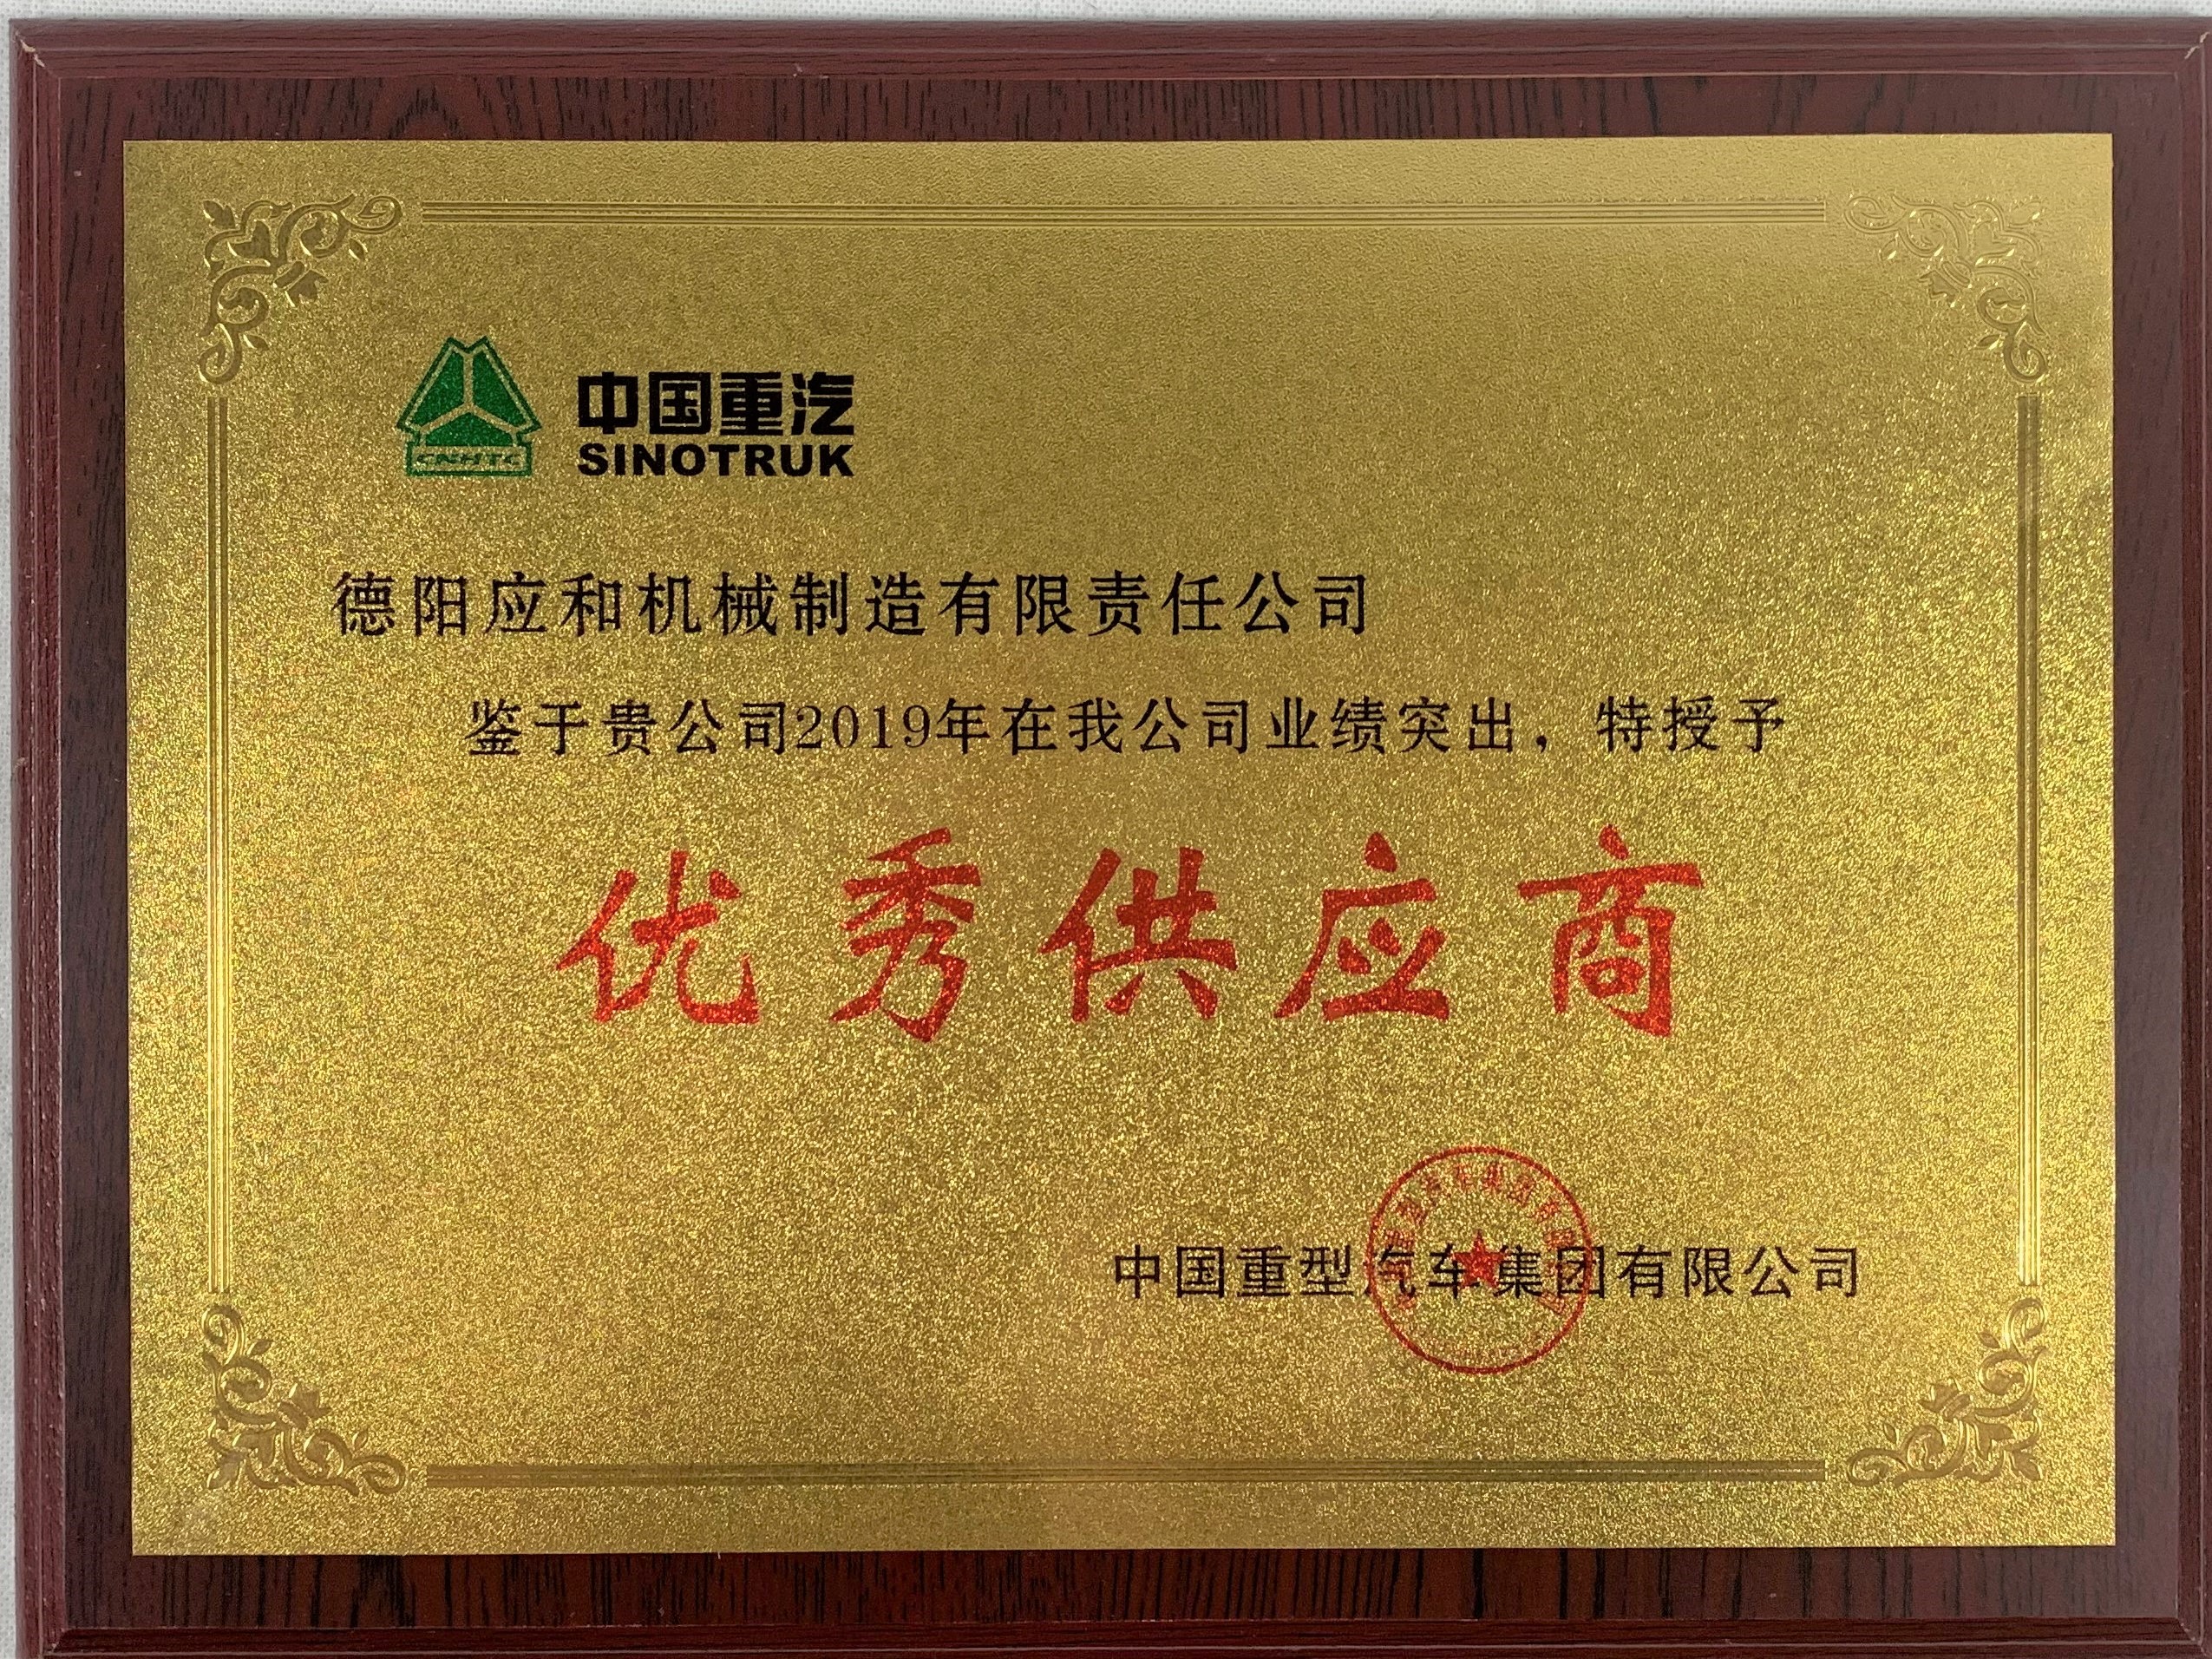 中国重汽
CNHTC SINOTRUK
德阳应和机械制造有限责任公司
鉴于贵公司2019年在我公司业绩突出，特授予
优秀供应商
中国重型汽车集团有限公司